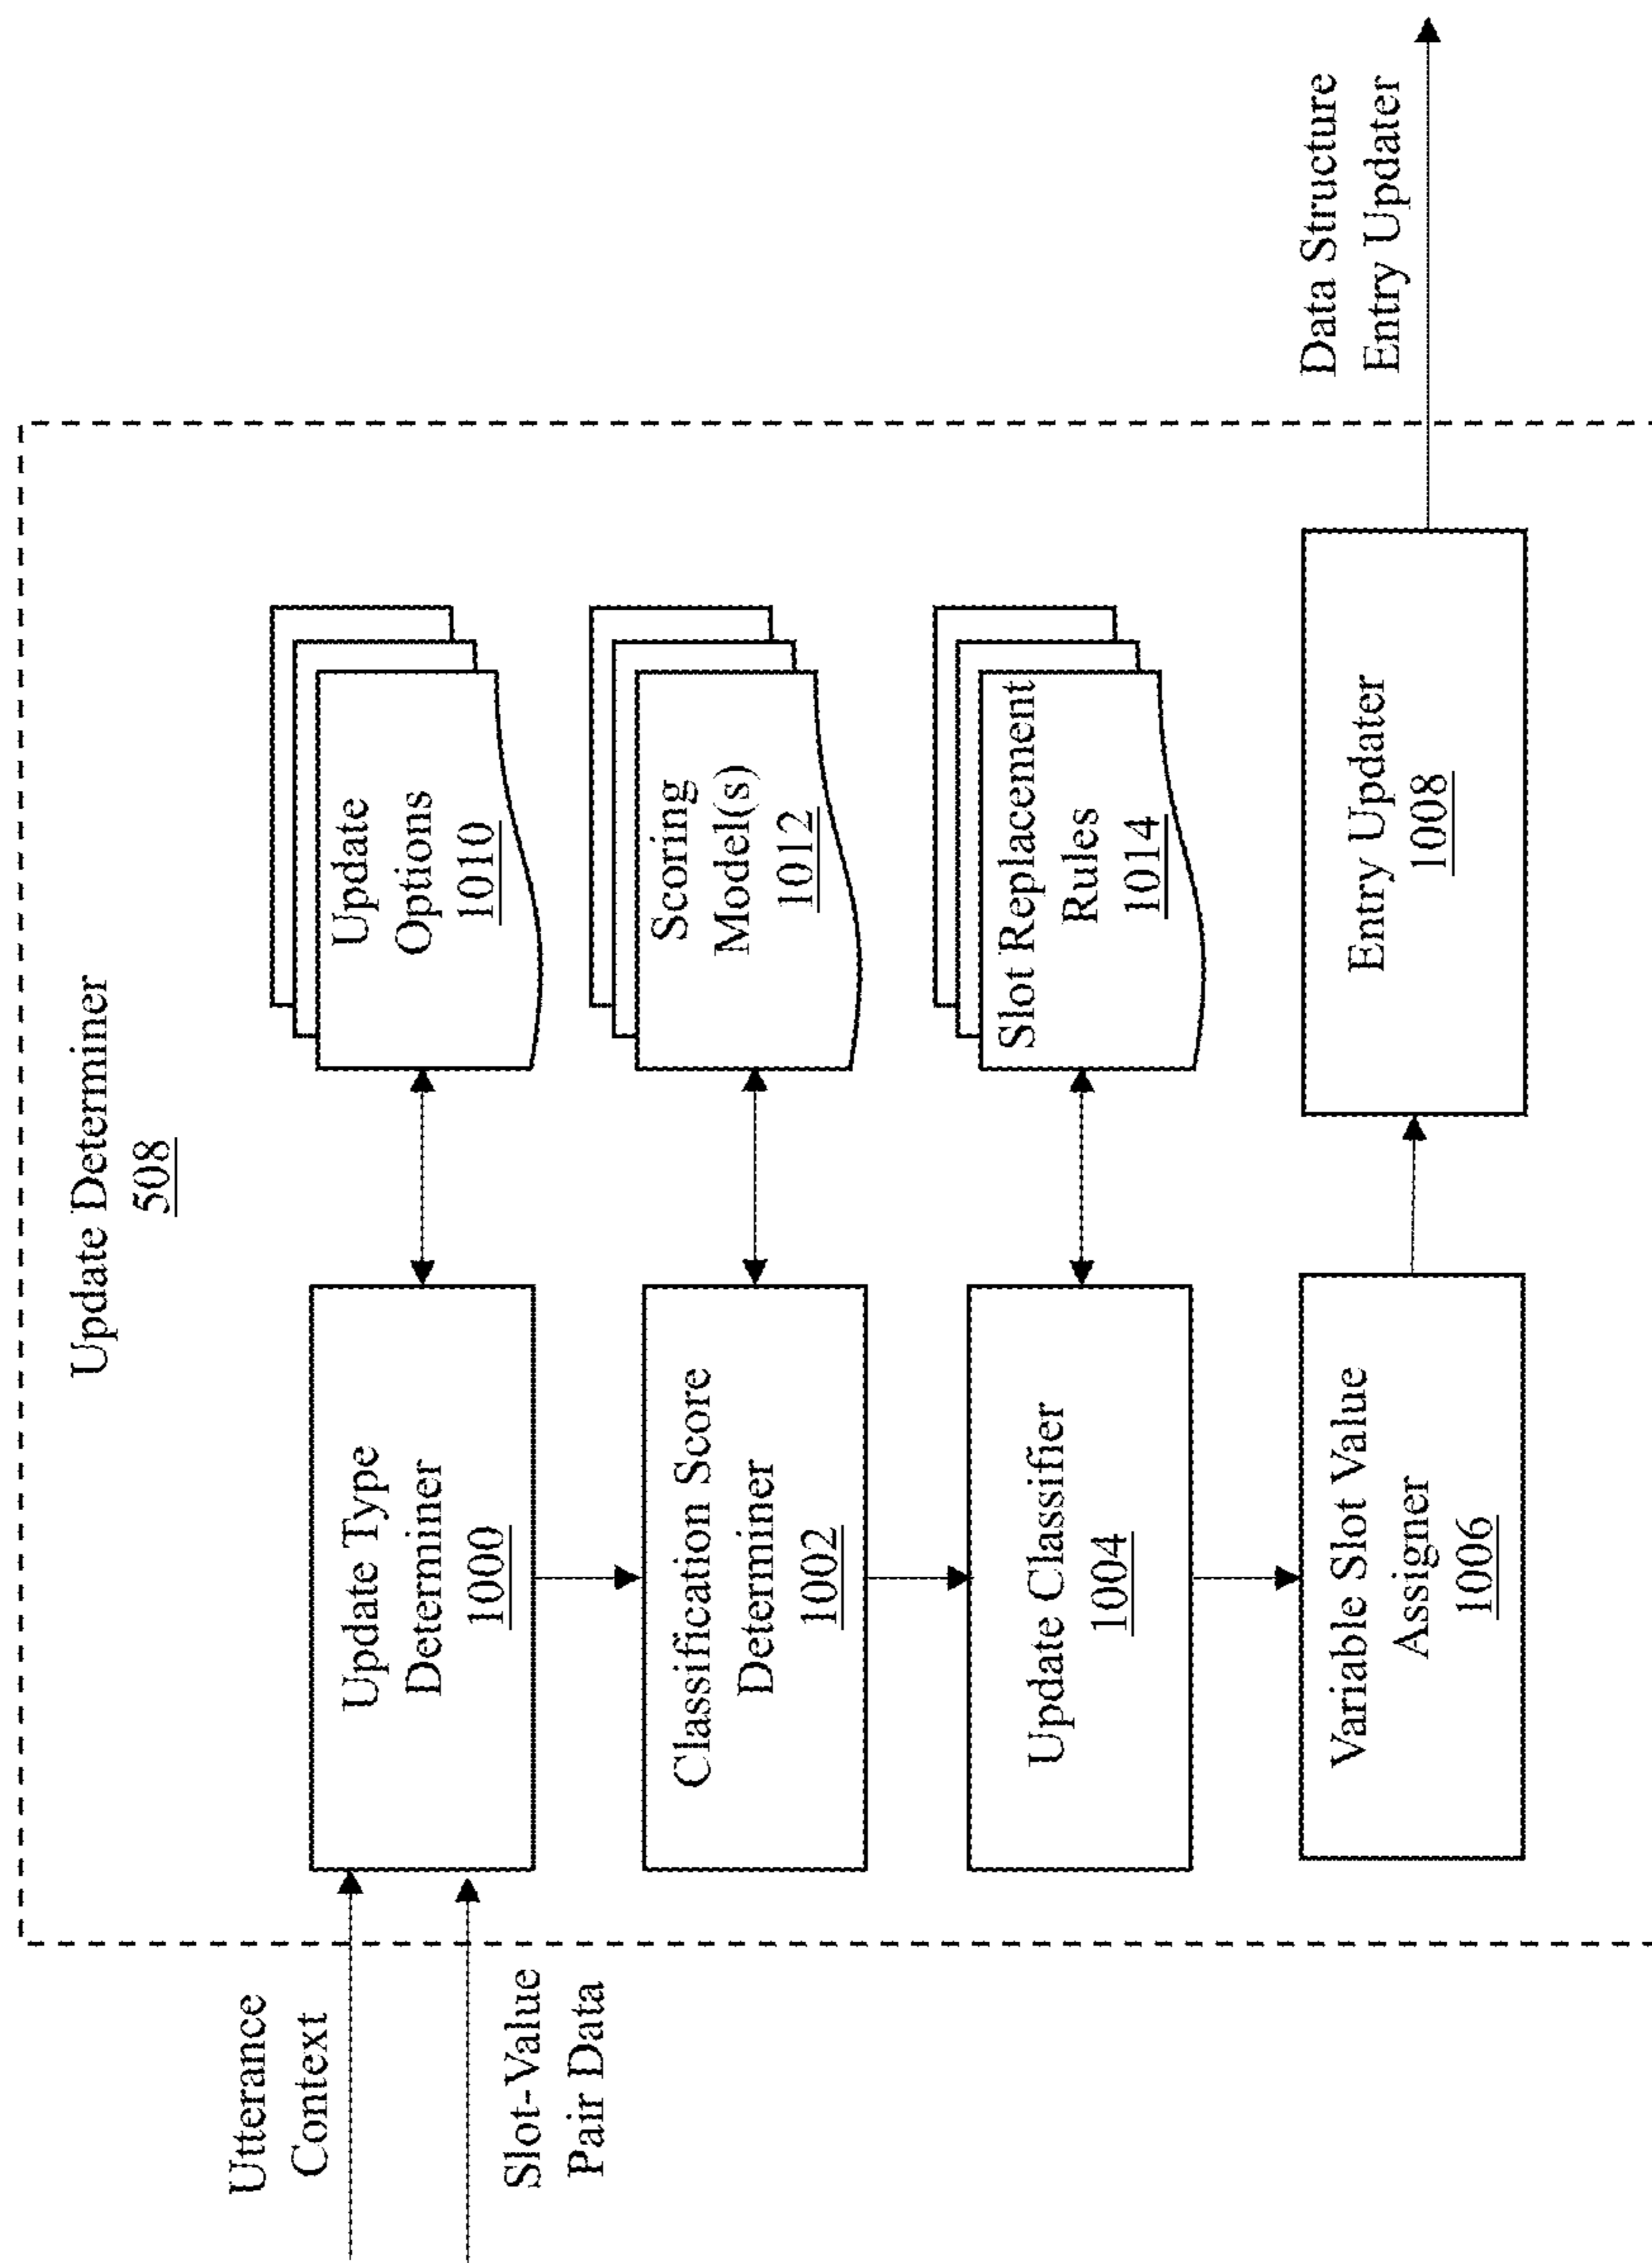 Update Determiner
508
Utterance
Context
Slot-Value
Pair Data
Update Type
Determiner
1000
Update
Options
1010
Classification Score
Determiner
1002
Scoring
Model(s)
1012
Update Classifier
1004
Slot Replacement
Rules
1014
Variable Slot Value
Assigner
1006
Entry Updater
1008
Data Structure
Entry Updater